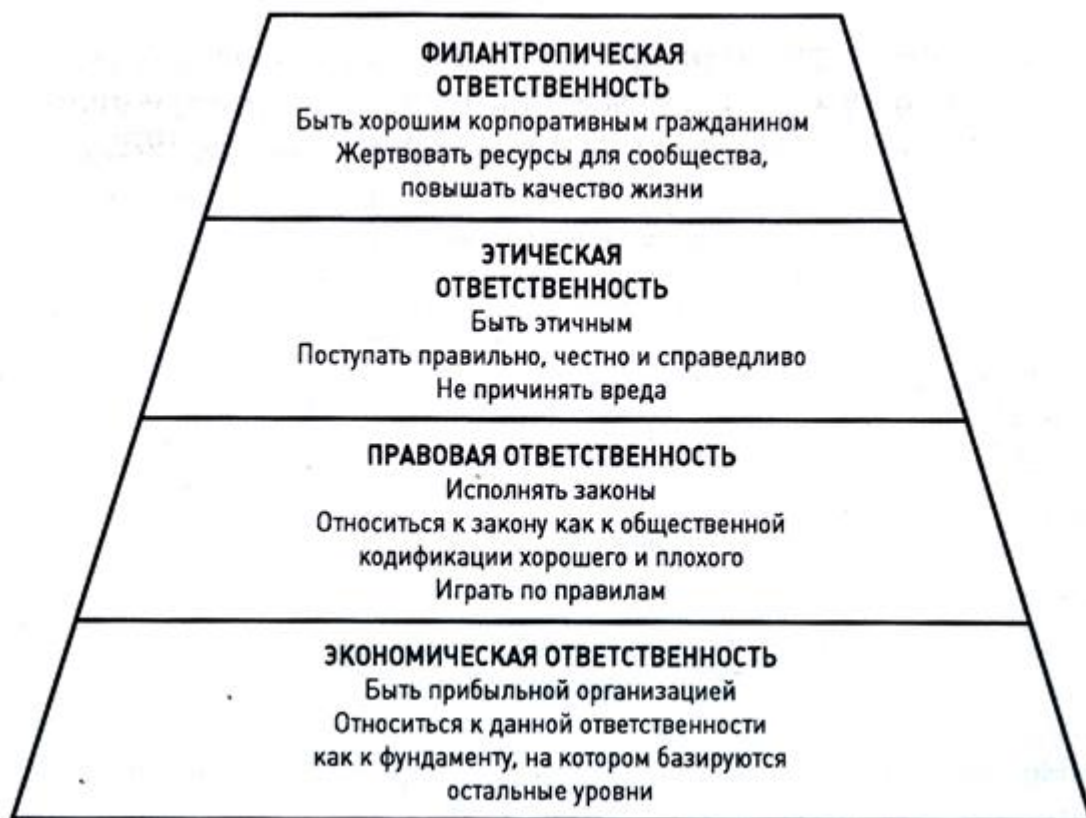 ФИЛАНТРОПИЧЕСКАЯ
ОТВЕТСТВЕННОСТЬ
Быть хорошим корпоративным гражданином
Жертвовать ресурсы для сообщества,
повышать качество жизни
ЭТИЧЕСКАЯ
ОТВЕТСТВЕННОСТЬ
Быть этичным
Поступать правильно, честно и справедливо
Не причинять вреда
ПРАВОВАЯ ОТВЕТСТВЕННОСТЬ
Исполнять законы
Относиться к закону как к общественной
кодификации хорошего и плохого
Играть по правилам
ЭКОНОМИЧЕСКАЯ ОТВЕТСТВЕННОСТЬ
Быть прибыльной организацией
Относиться к данной ответственности
как к фундаменту, на котором базируются
остальные уровни